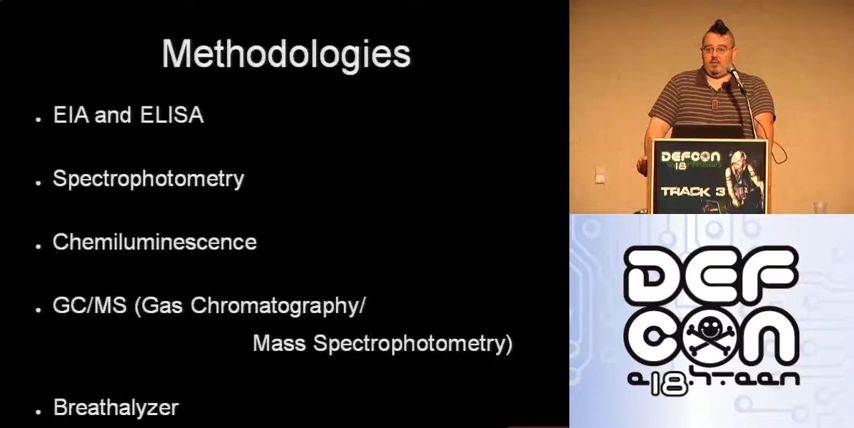 Methodologies
• EIA and ELISA
• Spectrophotometry
• Chemiluminescence
• GC/MS (Gas Chromatography/
Mass Spectrophotometry)
• Breathalyzer
DEFCON
18
TRACK 3
DEF
CON
e18hteen